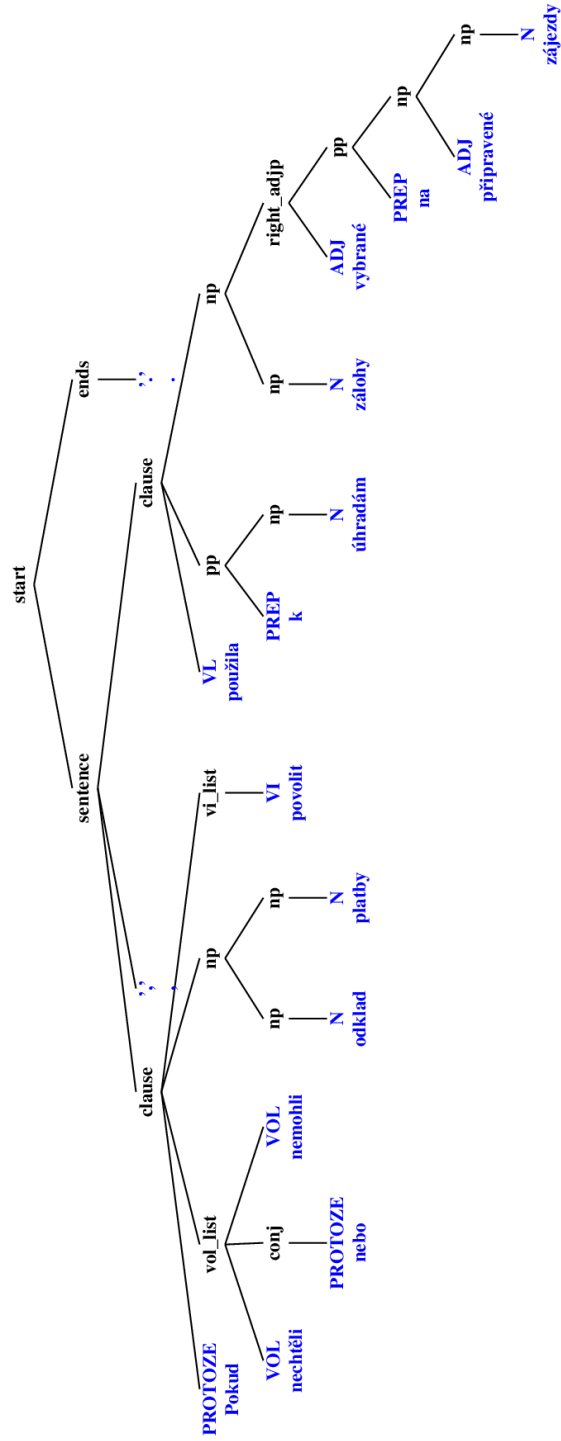 start
sentence ends
clause ',' clause '.'
, .
PROTOZE vol_list np vi_list VL pp np
Pokud použila
VOL conj VOL np np VI PREP np np right_adjp
nechtěli nemohli povolit k
PROTOZE N N N N ADJ pp
nebo odklad platby úhradám zálohy vybrané
PREP np
na
ADJ np
připravené
N
zájezdy